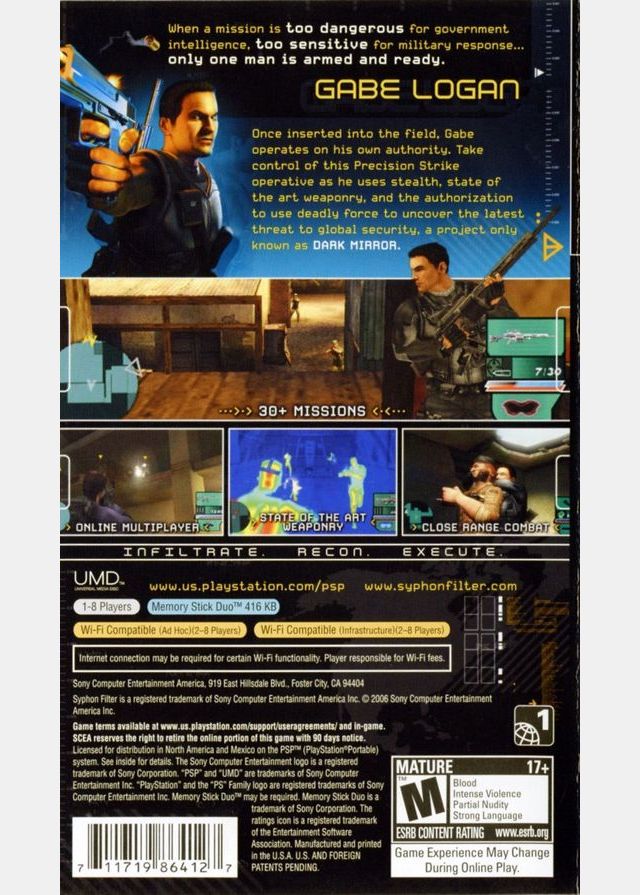 When a mission is too dangerous for government
intelligence, too sensitive for military response...
only one man is armed and ready.
GABE LOGAN
Once inserted into the field, Gabe
operates on his own authority. Take
control of this Precision Strike
operative as he uses stealth, state of
the art weaponry, and the authorization
to use deadly force to uncover the latest
threat to global security, a project only
known as DARK MIRROR.
7/30
30+ MISSIONS
ONLINE MULTIPLAYER
STATE OF THE ART
WEAPONRY
CLOSE RANGE COMBAT
INFILTRATE. RECON. EXECUTE.
UMD™
UNIVERSAL MEDIA DISC
www.us.playstation.com/psp www.syphonfilter.com
1-8 Players
Memory Stick Duo™ 416 KB
Wi-Fi Compatible (Ad Hoc)(2–8 Players)
Wi-Fi Compatible (Infrastructure)(2–8 Players)
Internet connection may be required for certain Wi-Fi functionality. Player responsible for Wi-Fi fees.
Sony Computer Entertainment America, 919 East Hillsdale Blvd., Foster City, CA 94404
Syphon Filter is a registered trademark of Sony Computer Entertainment America Inc. © 2006 Sony Computer Entertainment
America Inc.
Game terms available at www.us.playstation.com/support/useragreements/ and in-game.
SCEA reserves the right to retire the online portion of this game with 90 days notice.
Licensed for distribution in North America and Mexico on the PSP™ (PlayStation®Portable)
system. See inside for details. The Sony Computer Entertainment logo is a registered
trademark of Sony Corporation. "PSP" and "UMD" are trademarks of Sony Computer
Entertainment Inc. "PlayStation" and the "PS" Family logo are registered trademarks of Sony
Computer Entertainment Inc. Memory Stick Duo™ may be required. Memory Stick Duo is a
trademark of Sony Corporation. The
ratings icon is a registered trademark
of the Entertainment Software
Association. Manufactured and printed
in the U.S.A. U.S. AND FOREIGN
PATENTS PENDING.
7 11719 86412 7
1
MATURE 17+
TM
M
Blood
Intense Violence
Partial Nudity
Strong Language
ESRB CONTENT RATING www.esrb.org
Game Experience May Change
During Online Play.